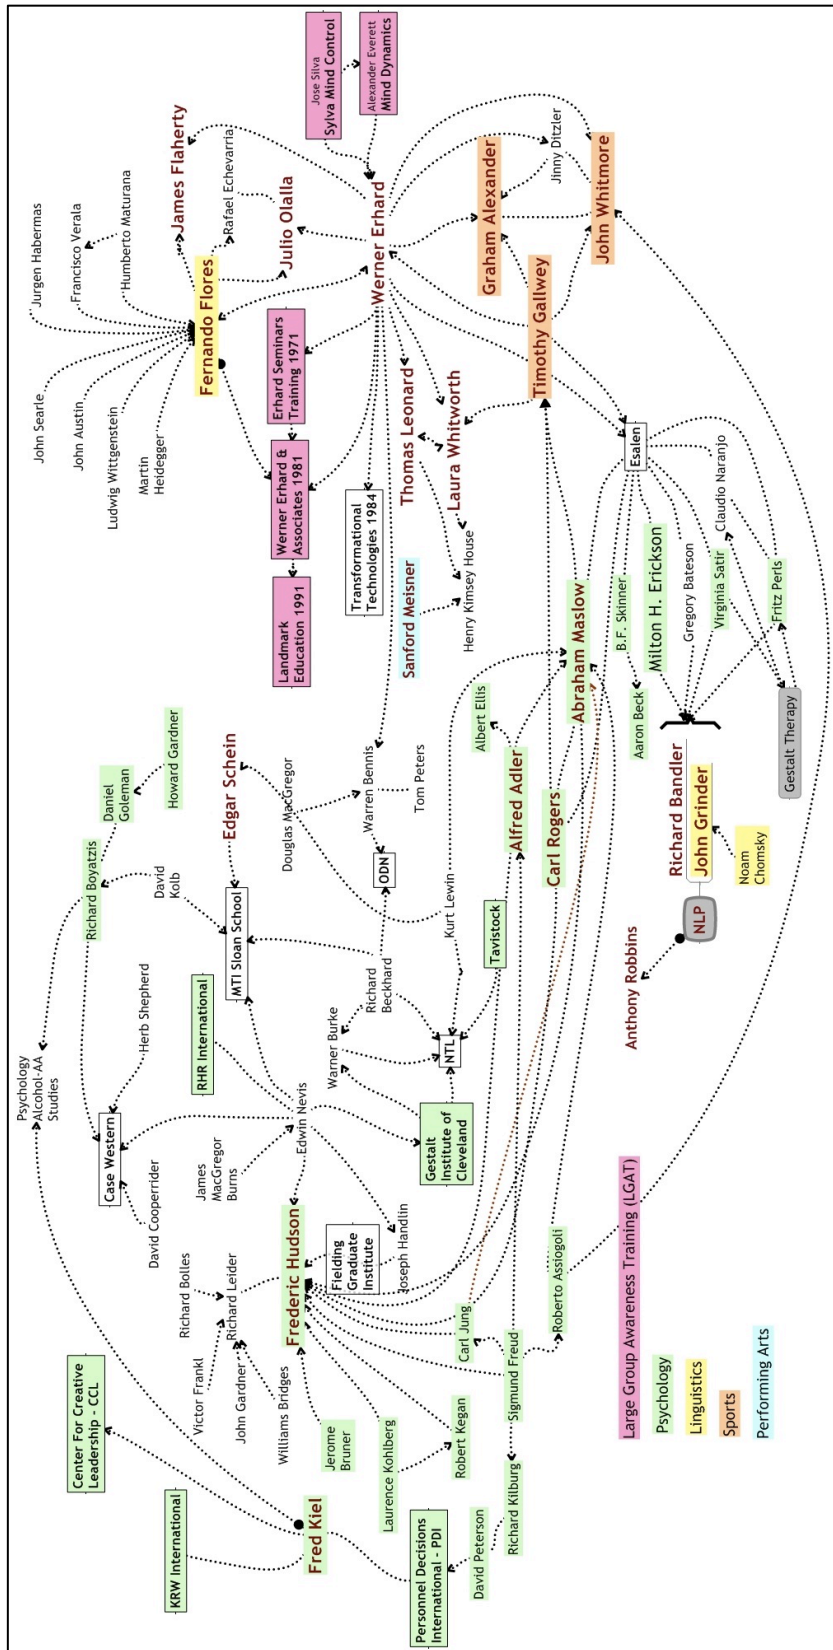 KRW International
Center For Creative
Leadership - CCL
Fred Kiel
Personnel Decisions
International - PDI
David Peterson
Richard Kilburg
Psychology
Alcohol-AA
Studies
Victor Frankl
Richard Bolles
John Gardner
Richard Leider
Williams Bridges
Jerome
Bruner
Laurence Kohlberg
Robert Kegan
Frederic Hudson
Fielding
Graduate
Institute
Joseph Handlin
Carl Jung
Sigmund Freud
Roberto Assiogoli
Case Western
David Cooperrider
Herb Shepherd
James
MacGregor
Burns
Edwin Nevis
Gestalt
Institute of
Cleveland
RHR International
MTI Sloan School
Richard Boyatzis
David
Kolb
Daniel
Goleman
Howard Gardner
Edgar Schein
Douglas MacGregor
Warner Burke
Richard
Beckhard
NTL
ODN
Warren Bennis
Tom Peters
Kurt Lewin
Tavistock
Alfred Adler
Albert Ellis
Carl Rogers
Abraham Maslow
John Searle
Jurgen Habermas
John Austin
Francisco Verala
Ludwig Wittgenstein
Humberto Maturana
Martin
Heidegger
Fernando Flores
James Flaherty
Rafael Echevarria
Julio Olalla
Jose Silva
Sylva Mind Control
Alexander Everett
Mind Dynamics
Werner Erhard
Erhard Seminars
Training 1971
Werner Erhard &
Associates 1981
Landmark
Education 1991
Transformational
Technologies 1984
Thomas Leonard
Laura Whitworth
Sanford Meisner
Henry Kimsey House
Graham Alexander
Jinny Ditzler
Timothy Gallwey
John Whitmore
Esalen
Claudio Naranjo
B.F. Skinner
Aaron Beck
Milton H. Erickson
Gregory Bateson
Virginia Satir
Fritz Perls
Gestalt Therapy
Richard Bandler
John Grinder
Noam
Chomsky
NLP
Anthony Robbins
Large Group Awareness Training (LGAT)
Psychology
Linguistics
Sports
Performing Arts